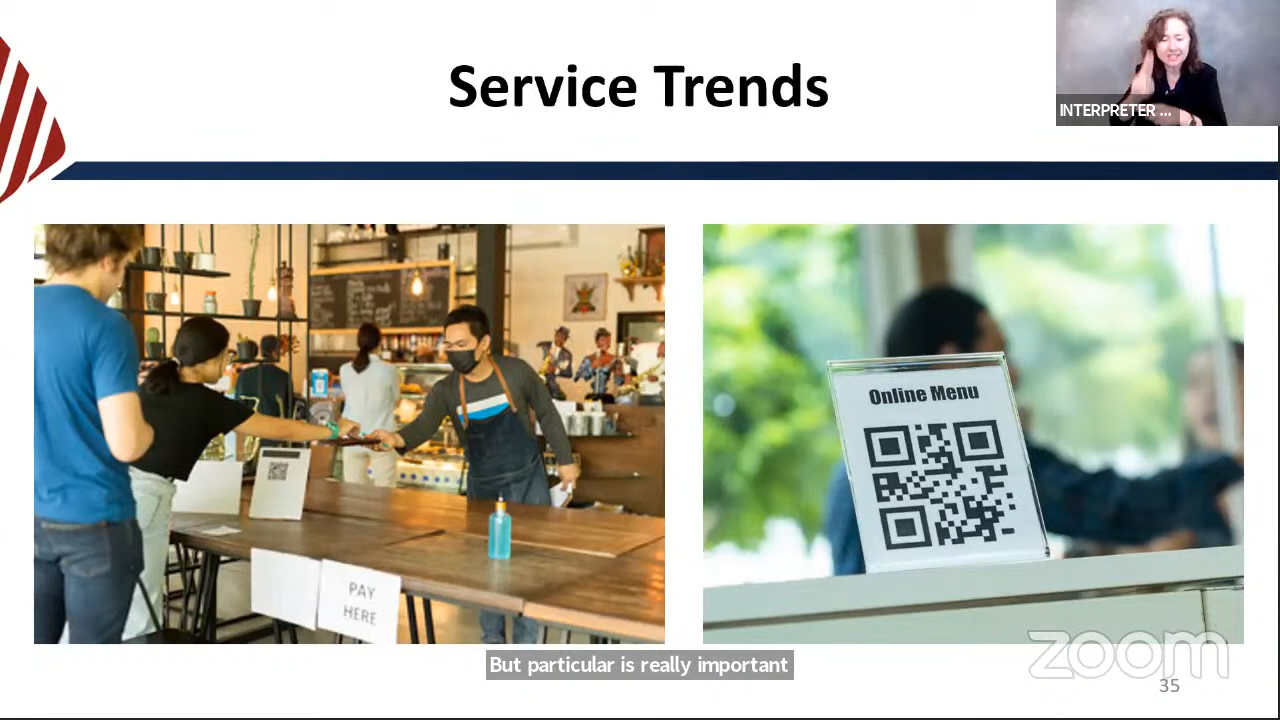 Service Trends
INTERPRETER ...
Online Menu
PAY
HERE
But particular is really important
zoom
35